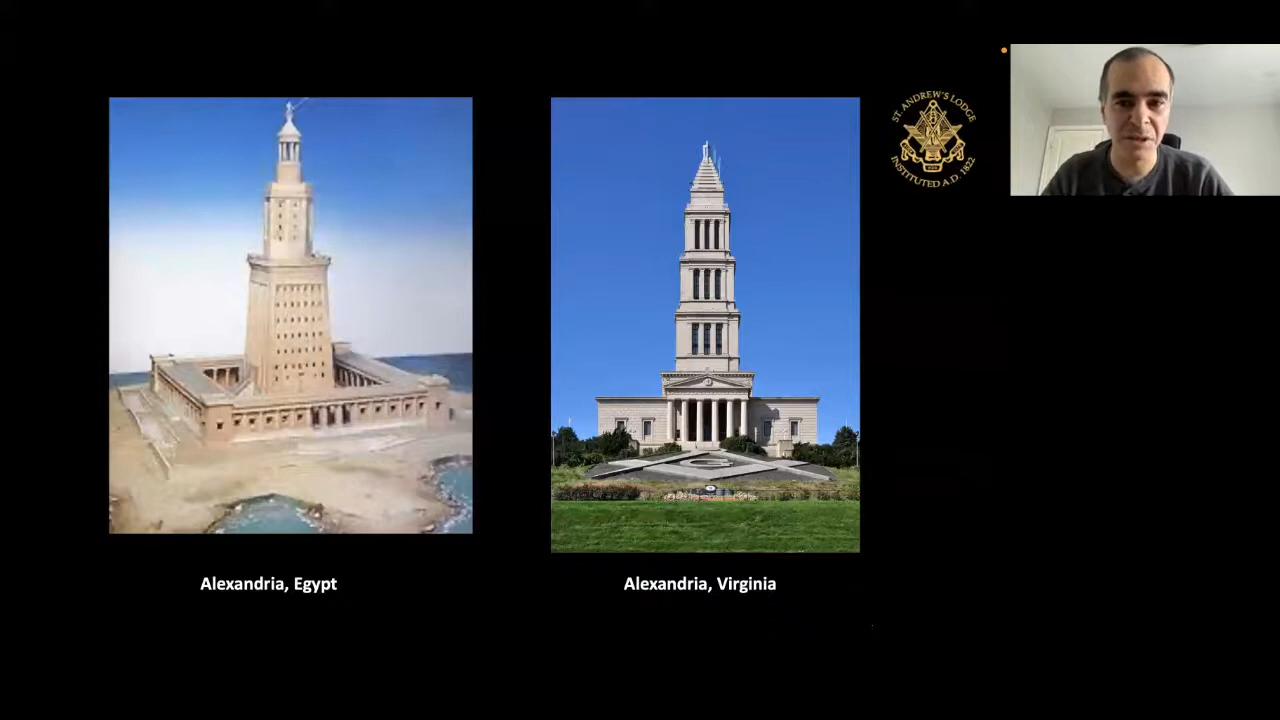 ST. ANDREW'S LODGE
INSTITUTED A.D. 1822
Alexandria, Egypt
Alexandria, Virginia